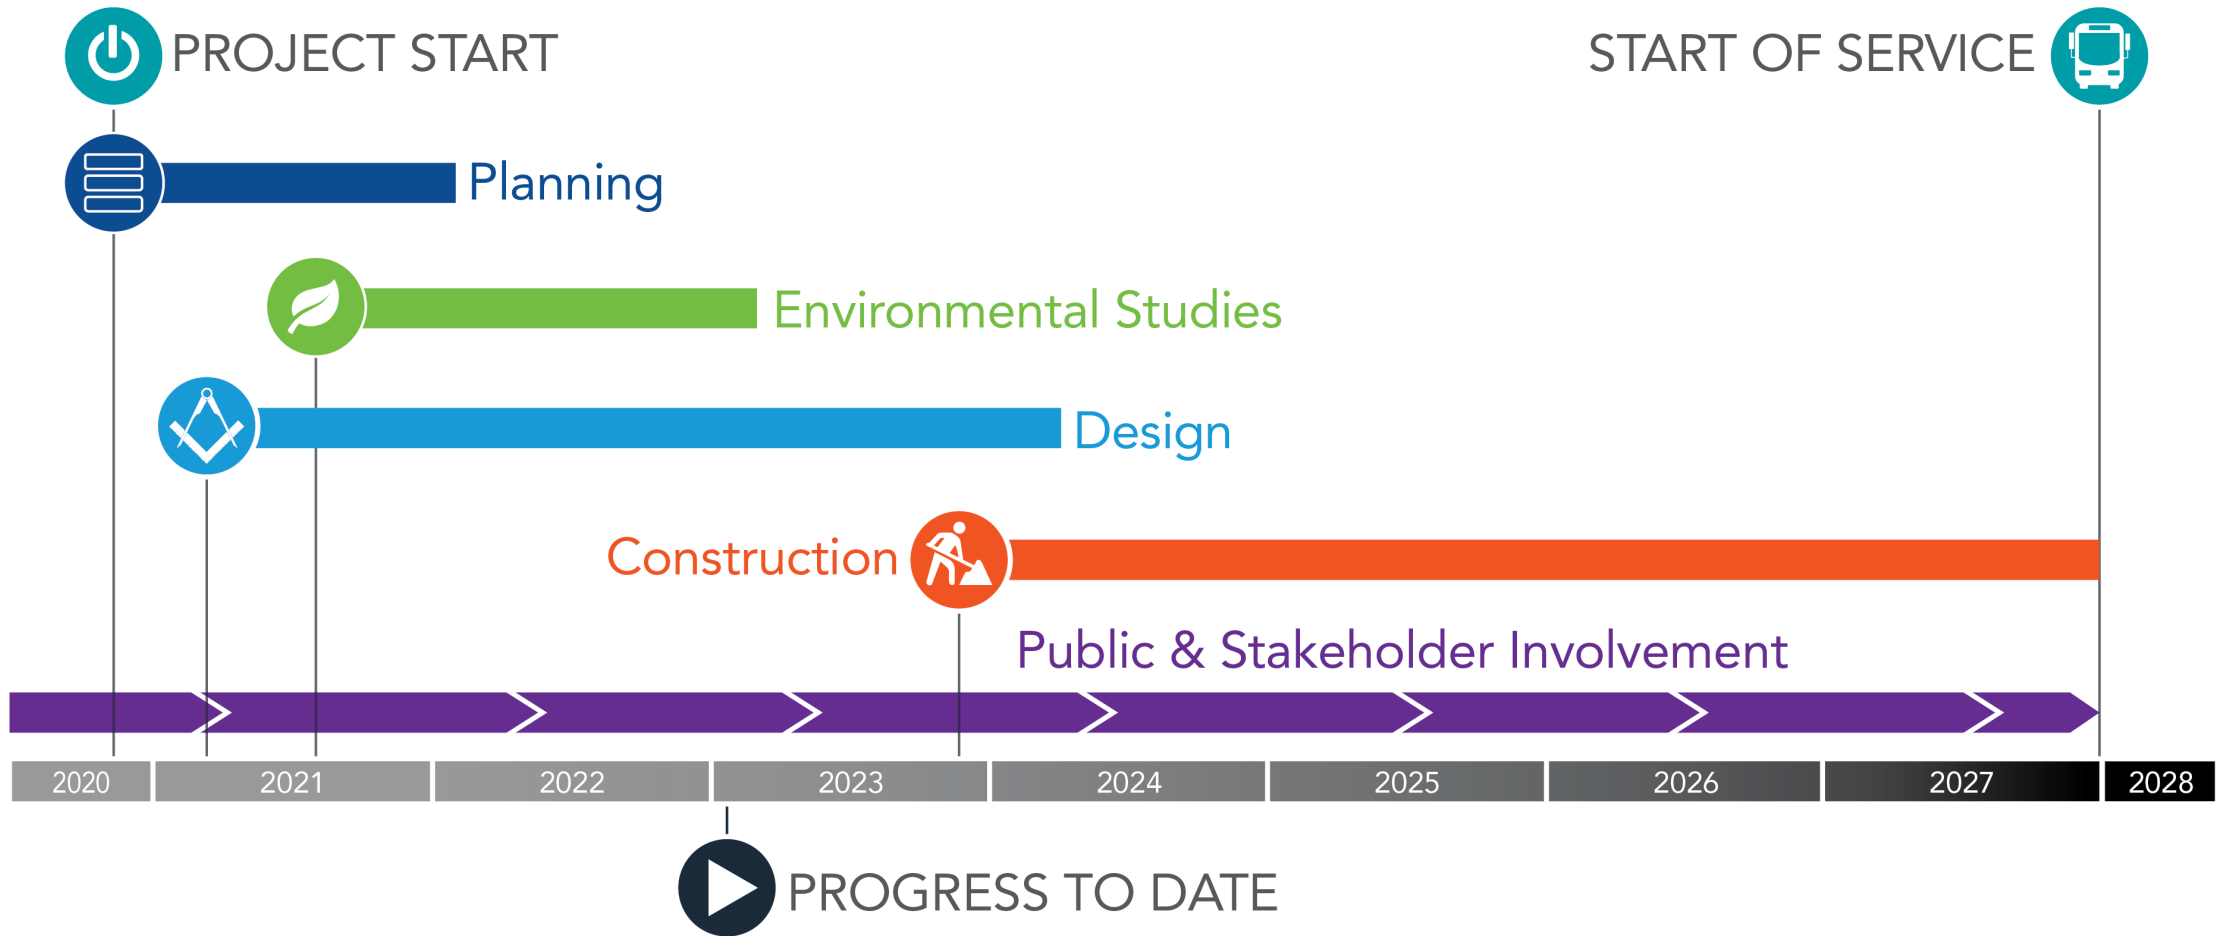 PROJECT START
START OF SERVICE
Planning
Environmental Studies
Design
Construction
Public & Stakeholder Involvement
2020 2021 2022 2023 2024 2025 2026 2027 2028
PROGRESS TO DATE